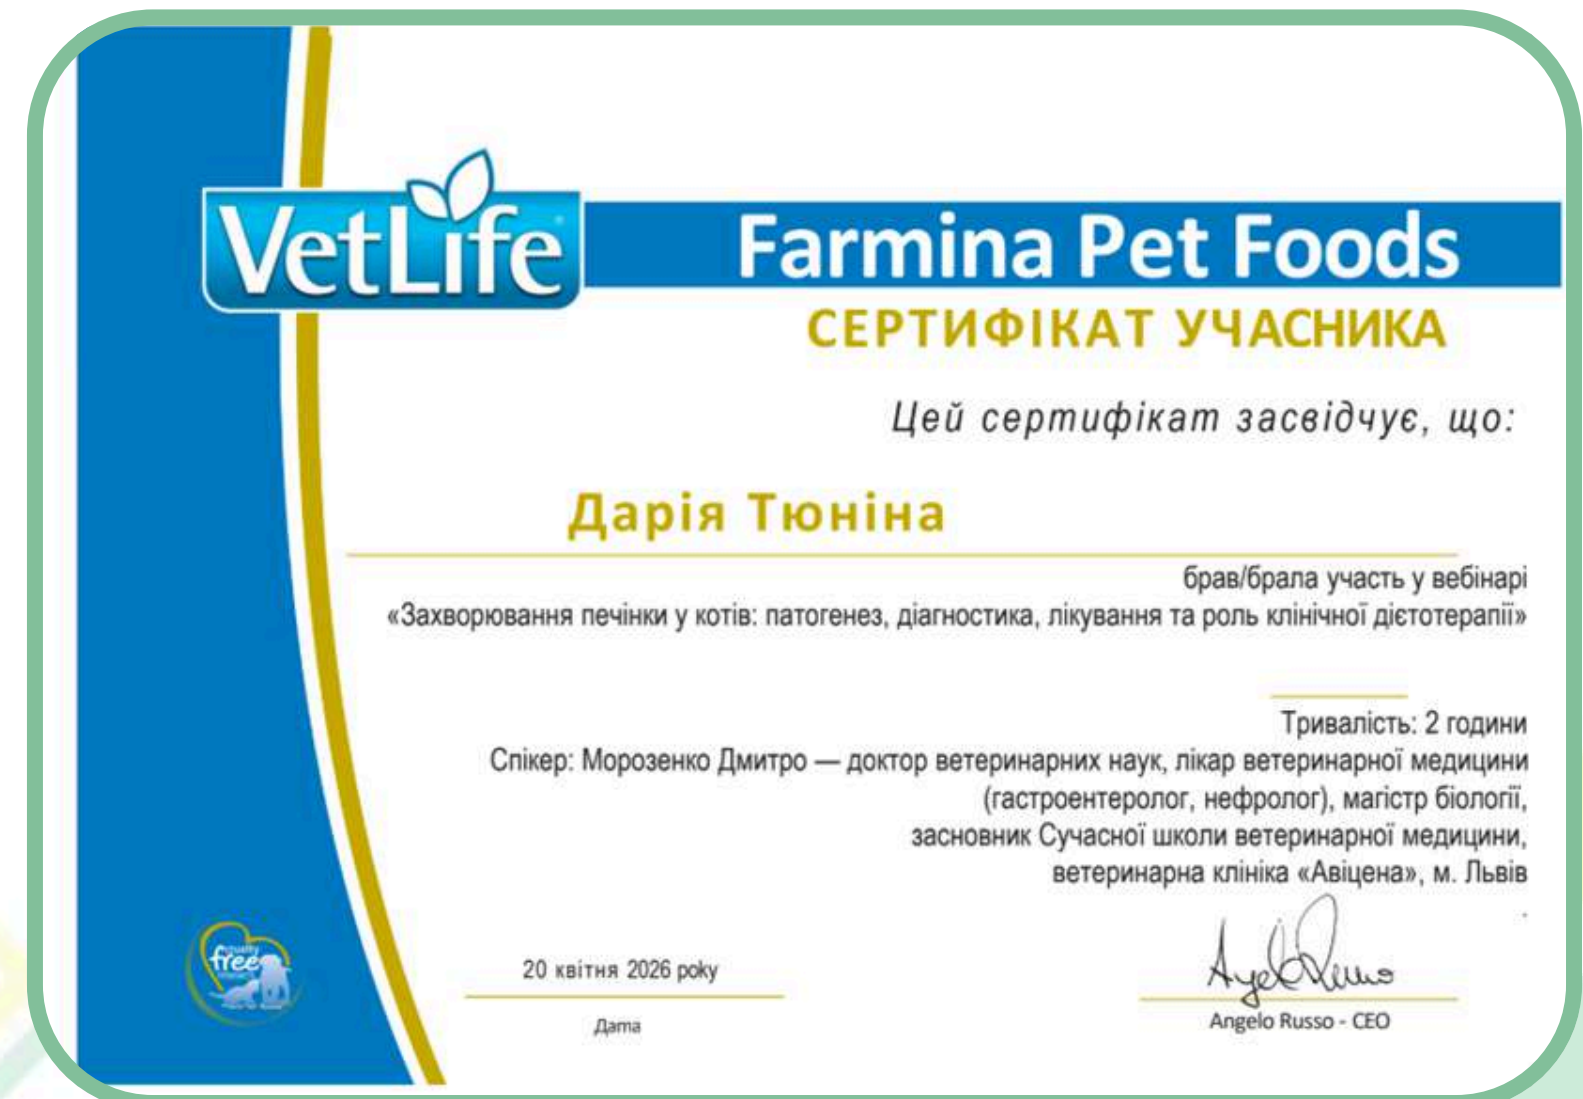 VetLife
Farmina Pet Foods
СЕРТИФІКАТ УЧАСНИКА
Цей сертифікат засвідчує, що:
Дарія Тюніна
брав/брала участь у вебінарі
«Захворювання печінки у котів: патогенез, діагностика, лікування та роль клінічної дієтотерапії»
Тривалість: 2 години
Спікер: Морозенко Дмитро — доктор ветеринарних наук, лікар ветеринарної медицини
(гастроентеролог, нефролог), магістр біології,
засновник Сучасної школи ветеринарної медицини,
ветеринарна клініка «Авіцена», м. Львів
.
cruelty
free
20 квітня 2026 року
Дата
Angelo Russo
Angelo Russo - CEO